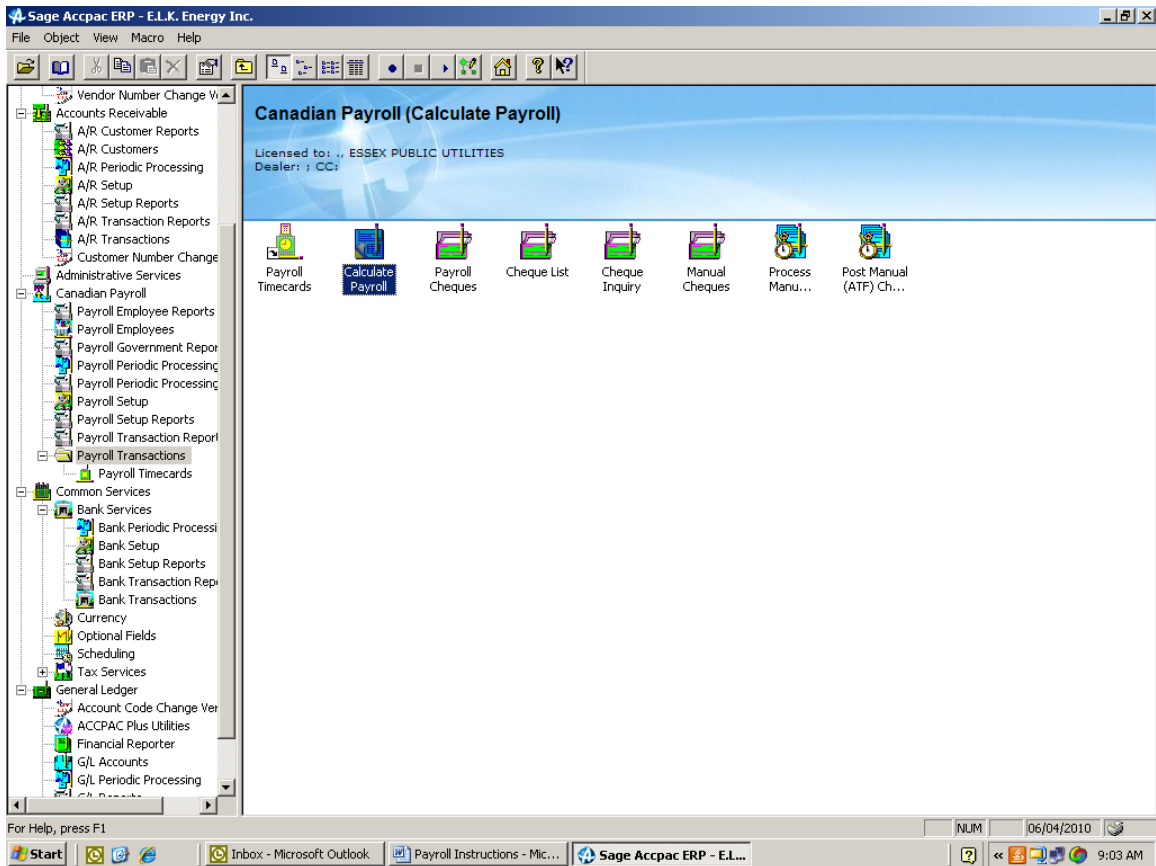 Sage Accpac ERP - E.L.K. Energy Inc.
File Object View Macro Help
Vendor Number Change V
Accounts Receivable
A/R Customer Reports
A/R Customers
A/R Periodic Processing
A/R Setup
A/R Setup Reports
A/R Transaction Reports
A/R Transactions
Customer Number Change
Administrative Services
Canadian Payroll
Payroll Employee Reports
Payroll Employees
Payroll Government Repor
Payroll Periodic Processing
Payroll Periodic Processing
Payroll Setup
Payroll Setup Reports
Payroll Transaction Report
Payroll Transactions
Payroll Timecards
Common Services
Bank Services
Bank Periodic Processi
Bank Setup
Bank Setup Reports
Bank Transaction Rep
Bank Transactions
Currency
Optional Fields
Scheduling
Tax Services
General Ledger
Account Code Change Ver
ACCPAC Plus Utilities
Financial Reporter
G/L Accounts
G/L Periodic Processing
Canadian Payroll (Calculate Payroll)
Licensed to: ., ESSEX PUBLIC UTILITIES
Dealer: ; CC:
Payroll Timecards
Calculate Payroll
Payroll Cheques
Cheque List
Cheque Inquiry
Manual Cheques
Process Manu...
Post Manual (ATF) Ch...
For Help, press F1
NUM 06/04/2010
Start Inbox - Microsoft Outlook Payroll Instructions - Mic... Sage Accpac ERP - E.L... 9:03 AM